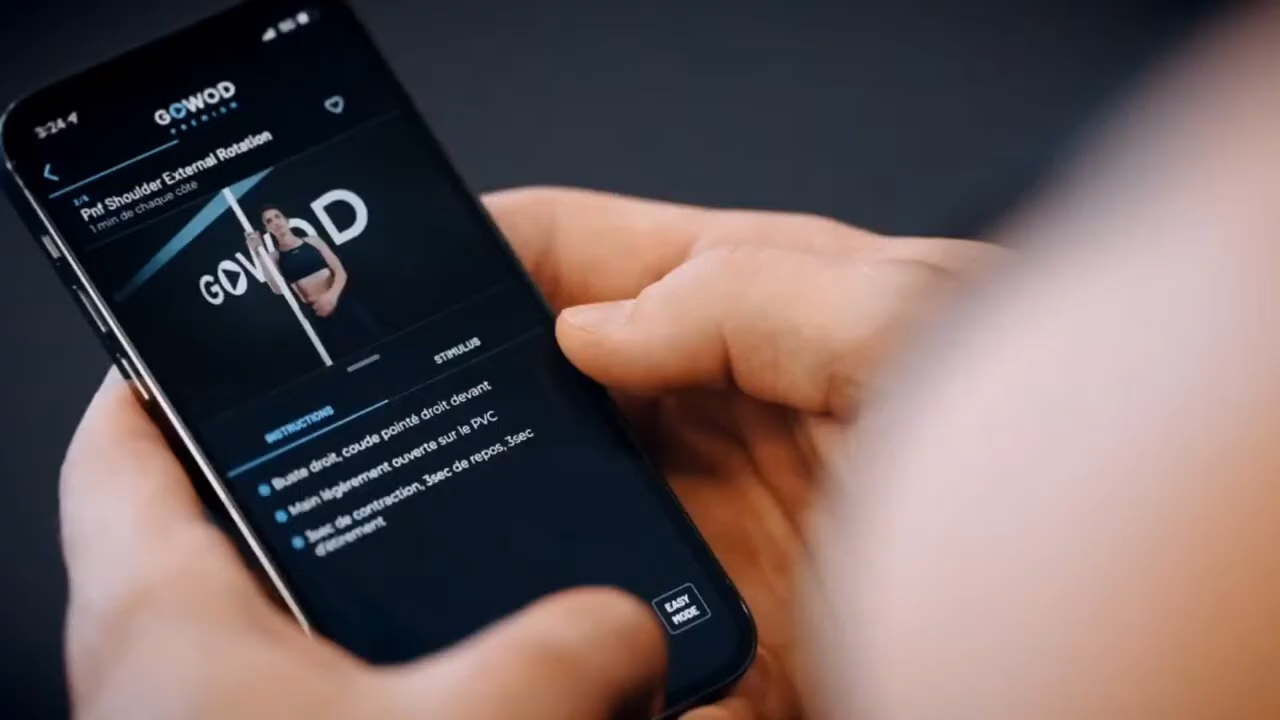 3:24
GOWOD
PREMIUM
2/5
Pnf Shoulder External Rotation
1 min de chaque côté
GOWOD
INSTRUCTIONS
STIMULUS
Buste droit, coude pointé droit devant
Main légèrement ouverte sur le PVC
3sec de contraction, 3sec de repos, 3sec
d'étirement
EASY
MODE